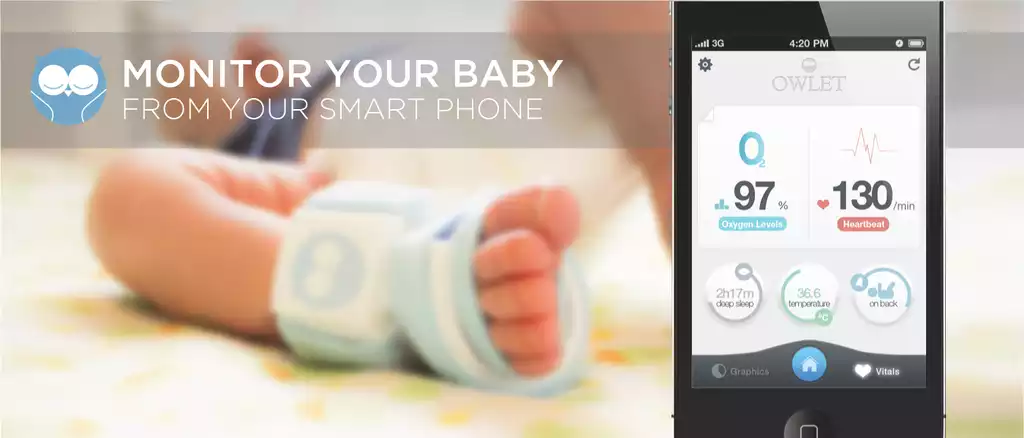 MONITOR YOUR BABY
FROM YOUR SMART PHONE
3G
4:20 PM
OWLET
O2
97 %
Oxygen Levels
130 /min
Heartbeat
2h17m
deep sleep
36.6
temperature
°C
on back
Graphics
Vitals